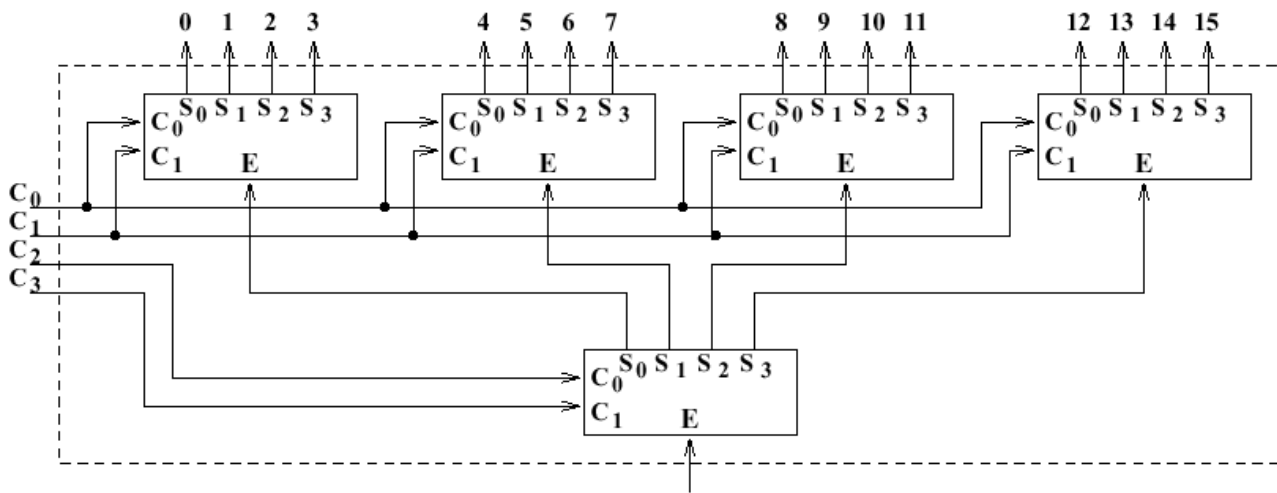 0 1 2 3 4 5 6 7 8 9 10 11 12 13 14 15
S0 S1 S2 S3 S0 S1 S2 S3 S0 S1 S2 S3 S0 S1 S2 S3
C0 C0 C0 C0
C1 E C1 E C1 E C1 E
C0
C1
C2
C3
S0 S1 S2 S3
C0
C1 E